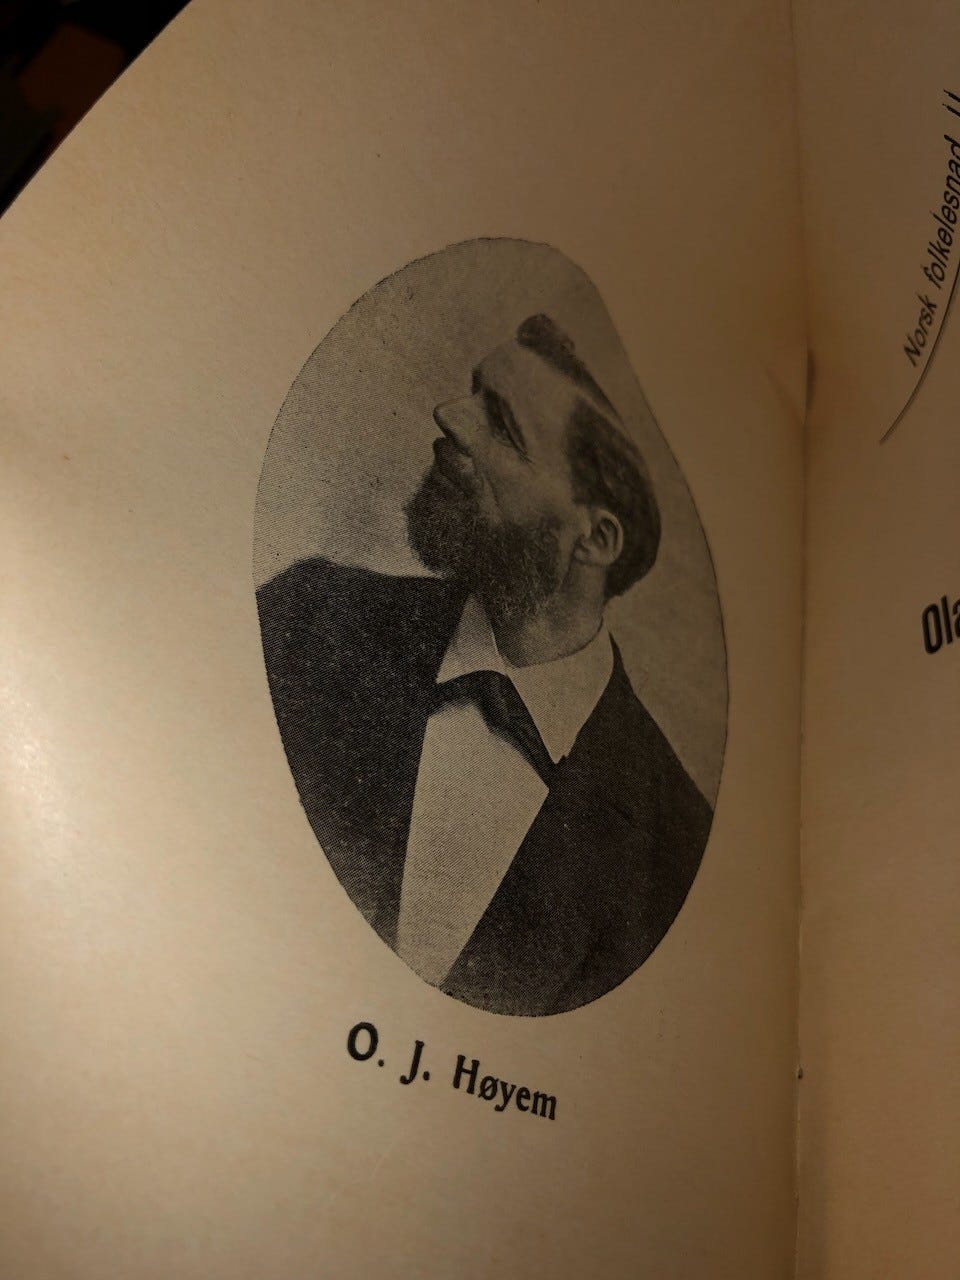 O. J. Høyem
Norsk folkelesnad